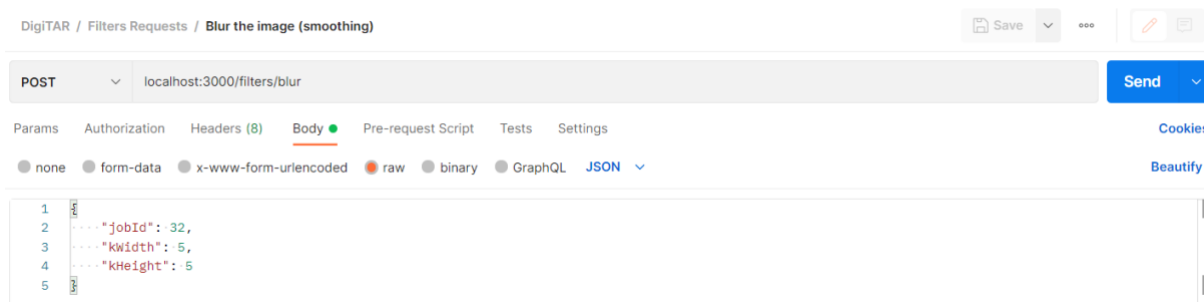 DigiTAR / Filters Requests / Blur the image (smoothing)
Save
POST localhost:3000/filters/blur Send
Params Authorization Headers (8) Body Pre-request Script Tests Settings Cookies
none form-data x-www-form-urlencoded raw binary GraphQL JSON Beautify
1 {
2 "jobId": 32,
3 "kWidth": 5,
4 "kHeight": 5
5 }